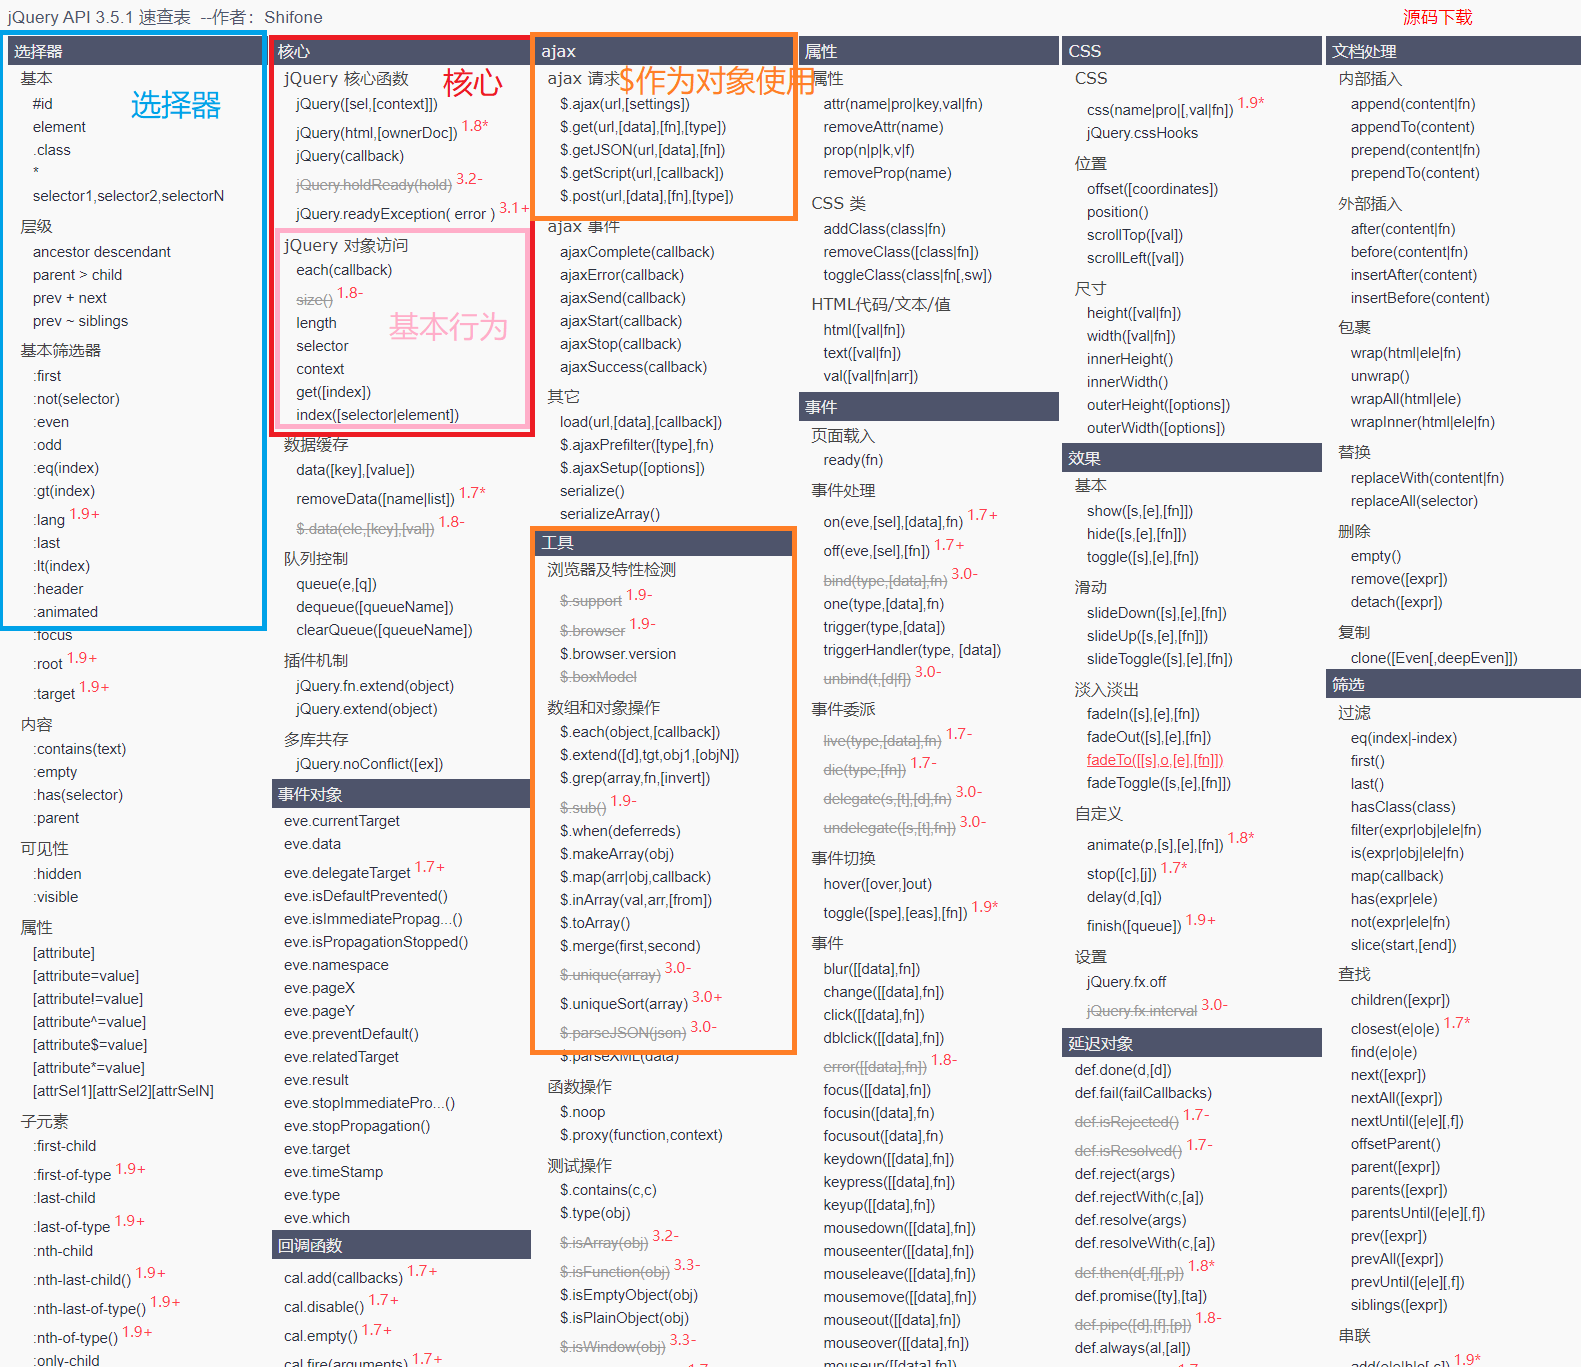 jQuery API 3.5.1 速查表 --作者：Shifone
源码下载
选择器
基本
选择器
#id
element
.class
*
selector1,selector2,selectorN
层级
ancestor descendant
parent > child
prev + next
prev ~ siblings
基本筛选器
:first
:not(selector)
:even
:odd
:eq(index)
:gt(index)
:lang 1.9+
:last
:lt(index)
:header
:animated
:focus
:root 1.9+
:target 1.9+
内容
:contains(text)
:empty
:has(selector)
:parent
可见性
:hidden
:visible
属性
[attribute]
[attribute=value]
[attribute!=value]
[attribute^=value]
[attribute$=value]
[attribute*=value]
[attrSel1][attrSel2][attrSelN]
子元素
:first-child
:first-of-type 1.9+
:last-child
:last-of-type 1.9+
:nth-child
:nth-last-child() 1.9+
:nth-last-of-type() 1.9+
:nth-of-type() 1.9+
:only-child
核心
jQuery 核心函数
核心
jQuery([sel,[context]])
jQuery(html,[ownerDoc]) 1.8*
jQuery(callback)
jQuery.holdReady(hold) 3.2-
jQuery.readyException( error ) 3.1+
jQuery 对象访问
each(callback)
size() 1.8-
length
基本行为
selector
context
get([index])
index([selector|element])
数据缓存
data([key],[value])
removeData([name|list]) 1.7*
$.data(ele,[key],[val]) 1.8-
队列控制
queue(e,[q])
dequeue([queueName])
clearQueue([queueName])
插件机制
jQuery.fn.extend(object)
jQuery.extend(object)
多库共存
jQuery.noConflict([ex])
事件对象
eve.currentTarget
eve.data
eve.delegateTarget 1.7+
eve.isDefaultPrevented()
eve.isImmediatePropag...()
eve.isPropagationStopped()
eve.namespace
eve.pageX
eve.pageY
eve.preventDefault()
eve.relatedTarget
eve.result
eve.stopImmediatePro...()
eve.stopPropagation()
eve.target
eve.timeStamp
eve.type
eve.which
回调函数
cal.add(callbacks) 1.7+
cal.disable() 1.7+
cal.empty() 1.7+
cal.fire(arguments) 1.7+
ajax
ajax 请求
$作为对象使用
$.ajax(url,[settings])
$.get(url,[data],[fn],[type])
$.getJSON(url,[data],[fn])
$.getScript(url,[callback])
$.post(url,[data],[fn],[type])
ajax 事件
ajaxComplete(callback)
ajaxError(callback)
ajaxSend(callback)
ajaxStart(callback)
ajaxStop(callback)
ajaxSuccess(callback)
其它
load(url,[data],[callback])
$.ajaxPrefilter([type],fn)
$.ajaxSetup([options])
serialize()
serializeArray()
工具
浏览器及特性检测
$.support 1.9-
$.browser 1.9-
$.browser.version
$.boxModel
数组和对象操作
$.each(object,[callback])
$.extend([d],tgt,obj1,[objN])
$.grep(array,fn,[invert])
$.sub() 1.9-
$.when(deferreds)
$.makeArray(obj)
$.map(arr|obj,callback)
$.inArray(val,arr,[from])
$.toArray()
$.merge(first,second)
$.unique(array) 3.0-
$.uniqueSort(array) 3.0+
$.parseJSON(json) 3.0-
$.parseXML(data)
函数操作
$.noop
$.proxy(function,context)
测试操作
$.contains(c,c)
$.type(obj)
$.isArray(obj) 3.2-
$.isFunction(obj) 3.3-
$.isEmptyObject(obj)
$.isPlainObject(obj)
$.isWindow(obj) 3.3-
属性
属性
attr(name|pro|key,val|fn)
removeAttr(name)
prop(n|p|k,v|f)
removeProp(name)
CSS 类
addClass(class|fn)
removeClass([class|fn])
toggleClass(class|fn[,sw])
HTML代码/文本/值
html([val|fn])
text([val|fn])
val([val|fn|arr])
事件
页面载入
ready(fn)
事件处理
on(eve,[sel],[data],fn) 1.7+
off(eve,[sel],[fn]) 1.7+
bind(type,[data],fn) 3.0-
one(type,[data],fn)
trigger(type,[data])
triggerHandler(type, [data])
unbind(t,[d|f]) 3.0-
事件委派
live(type,[data],fn) 1.7-
die(type,[fn]) 1.7-
delegate(s,[t],[d],fn) 3.0-
undelegate([s,[t],fn]) 3.0-
事件切换
hover([over,]out)
toggle([spe],[eas],[fn]) 1.9*
事件
blur([[data],fn])
change([[data],fn])
click([[data],fn])
dblclick([[data],fn])
error([[data],fn]) 1.8-
focus([[data],fn])
focusin([data],fn)
focusout([data],fn)
keydown([[data],fn])
keypress([[data],fn])
keyup([[data],fn])
mousedown([[data],fn])
mouseenter([[data],fn])
mouseleave([[data],fn])
mousemove([[data],fn])
mouseout([[data],fn])
mouseover([[data],fn])
mouseup([[data],fn])
CSS
CSS
css(name|pro|[,val|fn]) 1.9*
jQuery.cssHooks
位置
offset([coordinates])
position()
scrollTop([val])
scrollLeft([val])
尺寸
height([val|fn])
width([val|fn])
innerHeight()
innerWidth()
outerHeight([options])
outerWidth([options])
效果
基本
show([s,[e],[fn]])
hide([s,[e],[fn]])
toggle([s],[e],[fn])
滑动
slideDown([s],[e],[fn])
slideUp([s,[e],[fn]])
slideToggle([s],[e],[fn])
淡入淡出
fadeIn([s],[e],[fn])
fadeOut([s],[e],[fn])
fadeTo([[s],o,[e],[fn]])
fadeToggle([s,[e],[fn]])
自定义
animate(p,[s],[e],[fn]) 1.8*
stop([c],[j]) 1.7*
delay(d,[q])
finish([queue]) 1.9+
设置
jQuery.fx.off
jQuery.fx.interval 3.0-
延迟对象
def.done(d,[d])
def.fail(failCallbacks)
def.isRejected() 1.7-
def.isResolved() 1.7-
def.reject(args)
def.rejectWith(c,[a])
def.resolve(args)
def.resolveWith(c,[a])
def.then(d[,f][,p]) 1.8*
def.promise([ty],[ta])
def.pipe([d],[f],[p]) 1.8-
def.always(al,[al])
文档处理
内部插入
append(content|fn)
appendTo(content)
prepend(content|fn)
prependTo(content)
外部插入
after(content|fn)
before(content|fn)
insertAfter(content)
insertBefore(content)
包裹
wrap(html|ele|fn)
unwrap()
wrapAll(html|ele)
wrapInner(html|ele|fn)
替换
replaceWith(content|fn)
replaceAll(selector)
删除
empty()
remove([expr])
detach([expr])
复制
clone([Even[,deepEven]])
筛选
过滤
eq(index|-index)
first()
last()
hasClass(class)
filter(expr|obj|ele|fn)
is(expr|obj|ele|fn)
map(callback)
has(expr|ele)
not(expr|ele|fn)
slice(start,[end])
查找
children([expr])
closest(e|o|e) 1.7*
find(e|o|e)
next([expr])
nextAll([expr])
nextUntil([e|e][,f])
offsetParent()
parent([expr])
parents([expr])
parentsUntil([e|e][,f])
prev([expr])
prevAll([expr])
prevUntil([e|e][,f])
siblings([expr])
串联
add(e|e|h|o[,c]) 1.9*